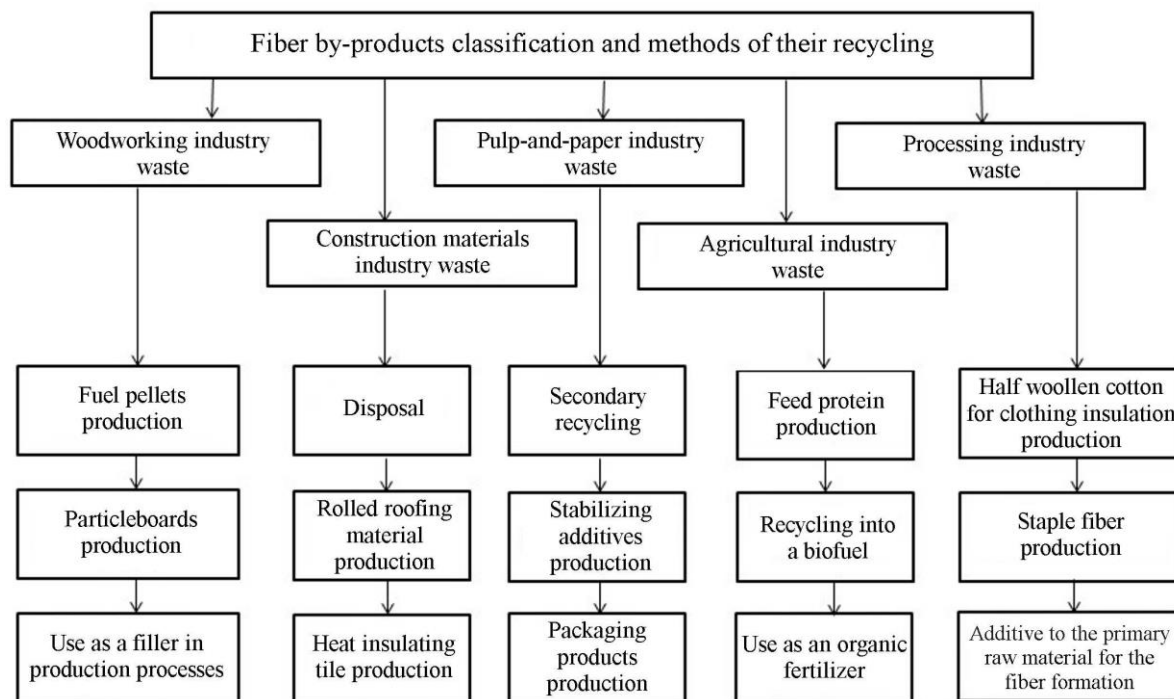 Fiber by-products classification and methods of their recycling
Woodworking industry
waste
Pulp-and-paper industry
waste
Processing industry
waste
Construction materials
industry waste
Agricultural industry
waste
Fuel pellets
production
Disposal
Secondary
recycling
Feed protein
production
Half woollen cotton
for clothing insulation
production
Particleboards
production
Rolled roofing
material
production
Stabilizing
additives
production
Recycling into
a biofuel
Staple fiber
production
Use as a filler in
production processes
Heat insulating
tile production
Packaging
products
production
Use as an organic
fertilizer
Additive to the primary
raw material for the
fiber formation